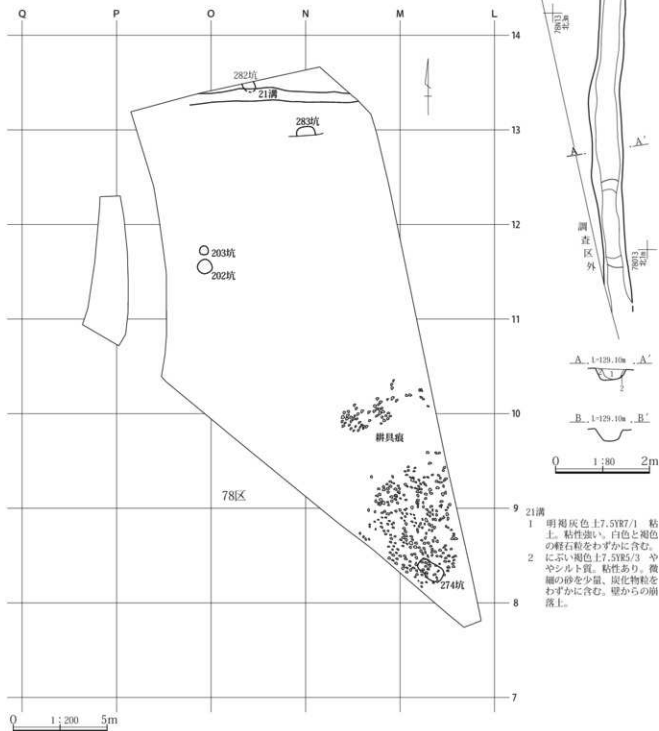 Q P O N M L
14
13
12
11
10
9
8
7
282坑
21溝
283坑
203坑
202坑
耕具痕
78区
274坑
0 1:200 5m
A A′
調査区外
A L=129.10m A′
1
2
B L=129.10m B′
0 1:80 2m
21溝
1 明褐灰色土7.5YR7/1 粘
土。粘性強い。白色と褐色
の軽石粒をわずかに含む。
2 にぶい褐色土7.5YR5/3 や
やシルト質。粘性あり。微
細の砂を少量、炭化物粒を
わずかに含む。壁からの崩
落土。